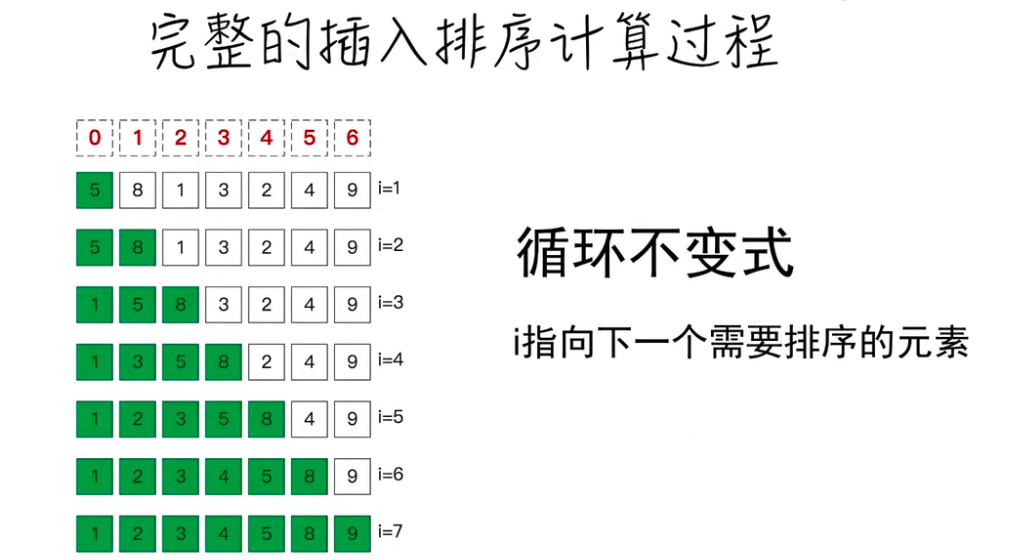 完整的插入排序计算过程
0 1 2 3 4 5 6
5 8 1 3 2 4 9 i=1
5 8 1 3 2 4 9 i=2
循环不变式
1 5 8 3 2 4 9 i=3
i指向下一个需要排序的元素
1 3 5 8 2 4 9 i=4
1 2 3 5 8 4 9 i=5
1 2 3 4 5 8 9 i=6
1 2 3 4 5 8 9 i=7